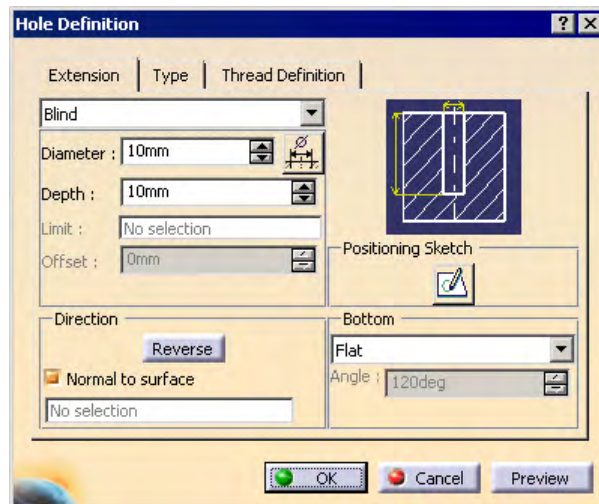 Hole Definition
Extension Type Thread Definition
Blind
Diameter : 10mm
Depth : 10mm
Limit : No selection
Offset : 0mm
Positioning Sketch
Direction
Reverse
Normal to surface
No selection
Bottom
Flat
Angle : 120deg
OK Cancel Preview